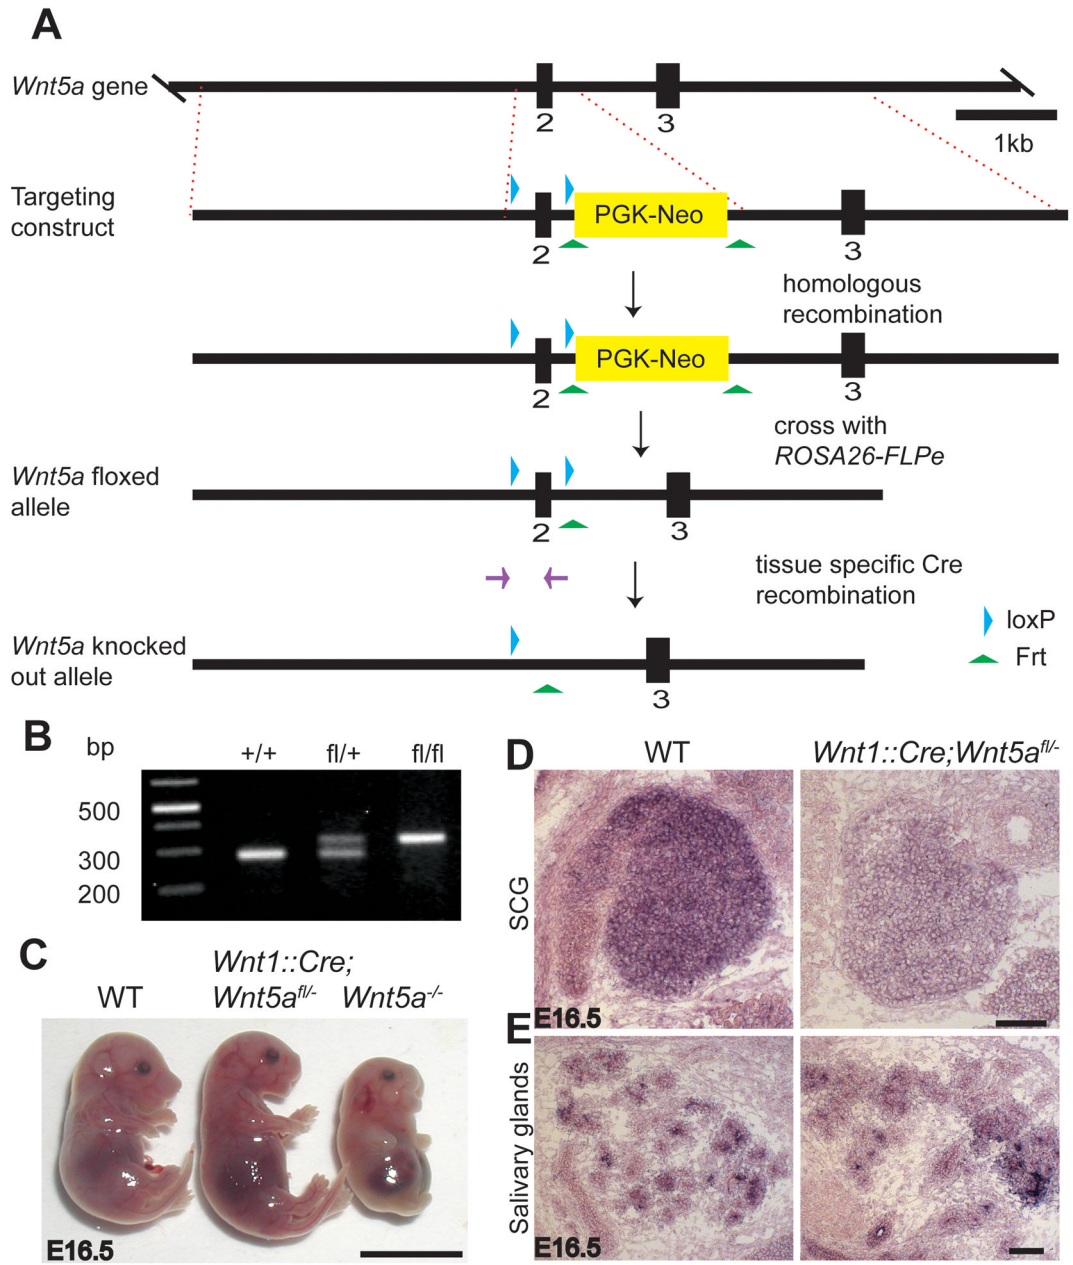 A
Wnt5a gene
2
3
1kb
Targeting
construct
PGK-Neo
2
3
homologous
recombination
PGK-Neo
2
3
cross with
ROSA26-FLPe
Wnt5a floxed
allele
2
3
tissue specific Cre
recombination
loxP
Frt
Wnt5a knocked
out allele
3
B
bp
+/+
fl/+
fl/fl
500
300
200
C
WT
Wnt1::Cre;
Wnt5afl/-
Wnt5a-/-
E16.5
D
WT
Wnt1::Cre;Wnt5afl/-
SCG
E16.5
E
Salivary glands
E16.5